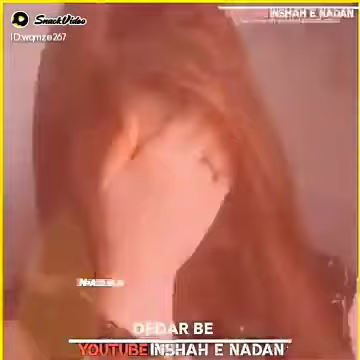 SnackVideo
ID:wqmze267
INSHAH E NADAN
DEDAR BE
YOUTUBE INSHAH E NADAN